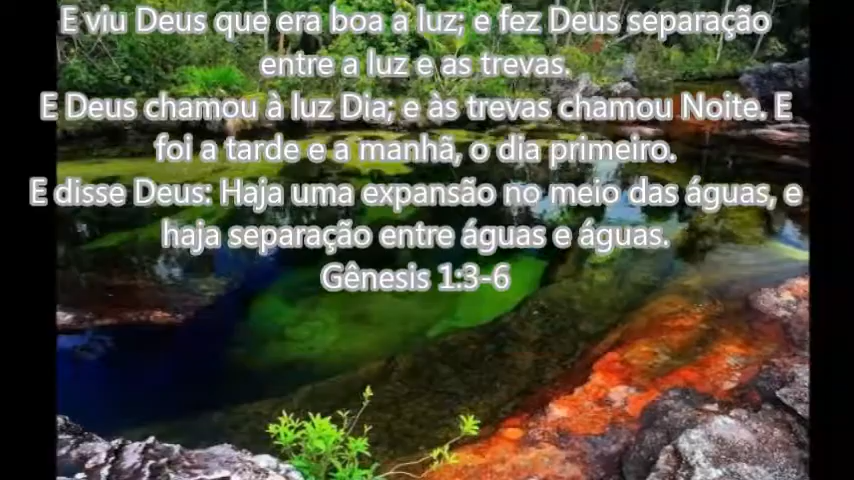 E viu Deus que era boa a luz; e fez Deus separação
entre a luz e as trevas.
E Deus chamou à luz Dia; e às trevas chamou Noite. E
foi a tarde e a manhã, o dia primeiro.
E disse Deus: Haja uma expansão no meio das águas, e
haja separação entre águas e águas.
Gênesis 1:3-6